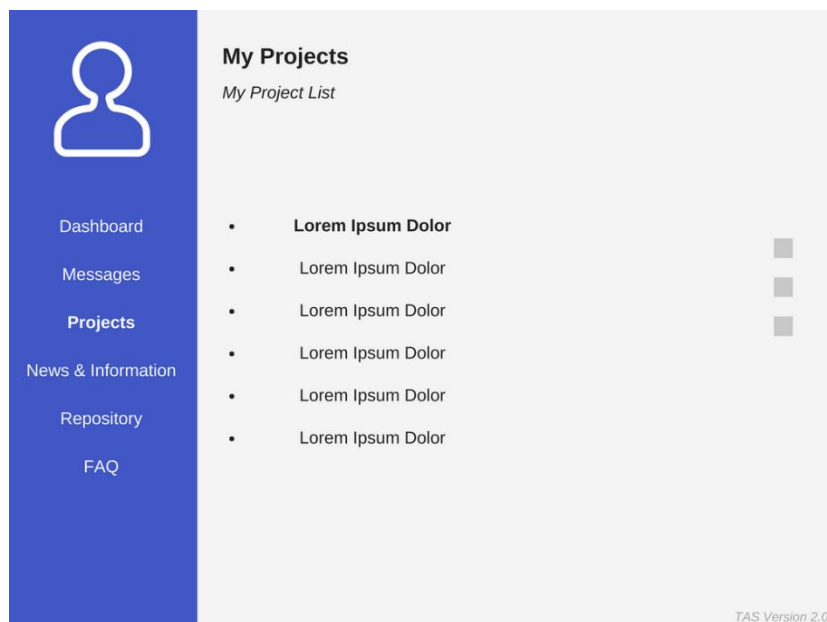 My Projects
My Project List
Dashboard
Messages
Projects
News & Information
Repository
FAQ
• Lorem Ipsum Dolor
• Lorem Ipsum Dolor
• Lorem Ipsum Dolor
• Lorem Ipsum Dolor
• Lorem Ipsum Dolor
• Lorem Ipsum Dolor
TAS Version 2.0